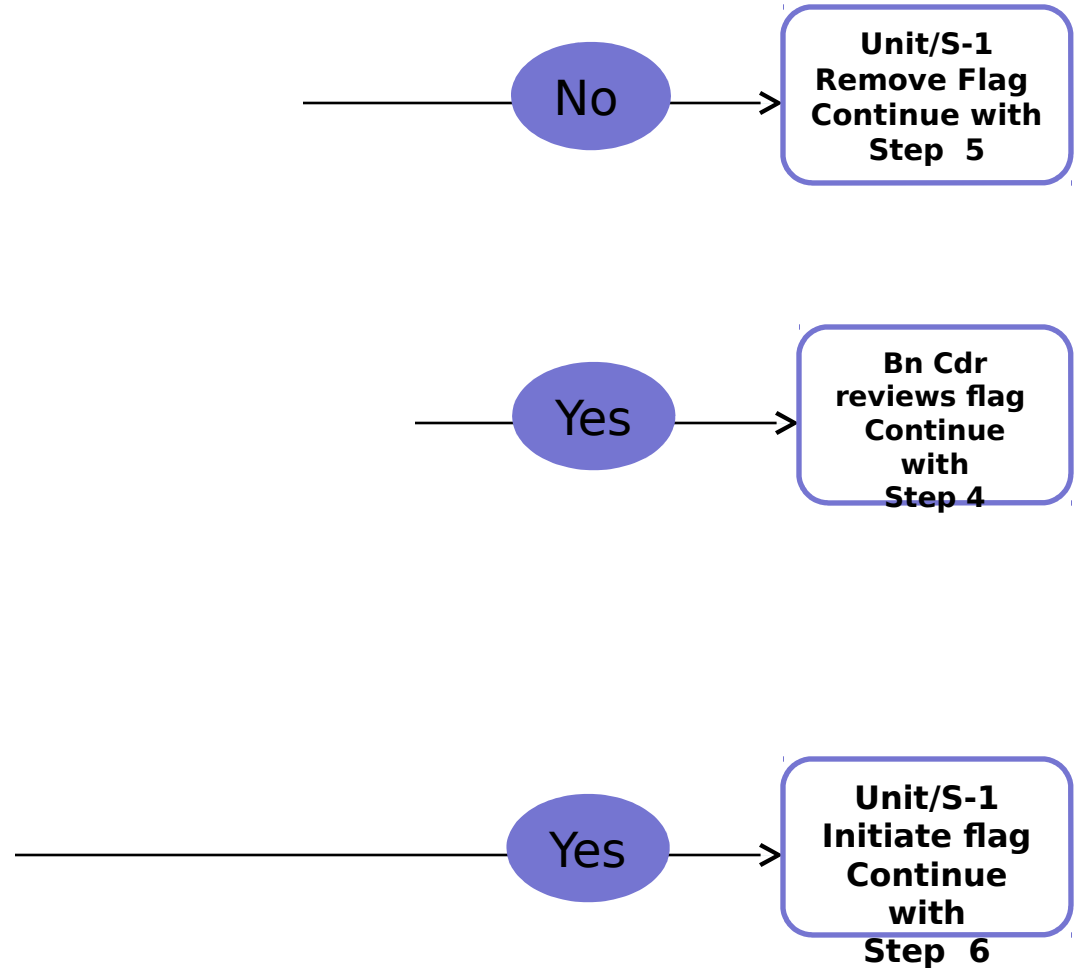 No
Unit/S-1
Remove Flag
Continue with
Step 5
Yes
Bn Cdr
reviews flag
Continue
with
Step 4
Yes
Unit/S-1
Initiate flag
Continue
with
Step 6